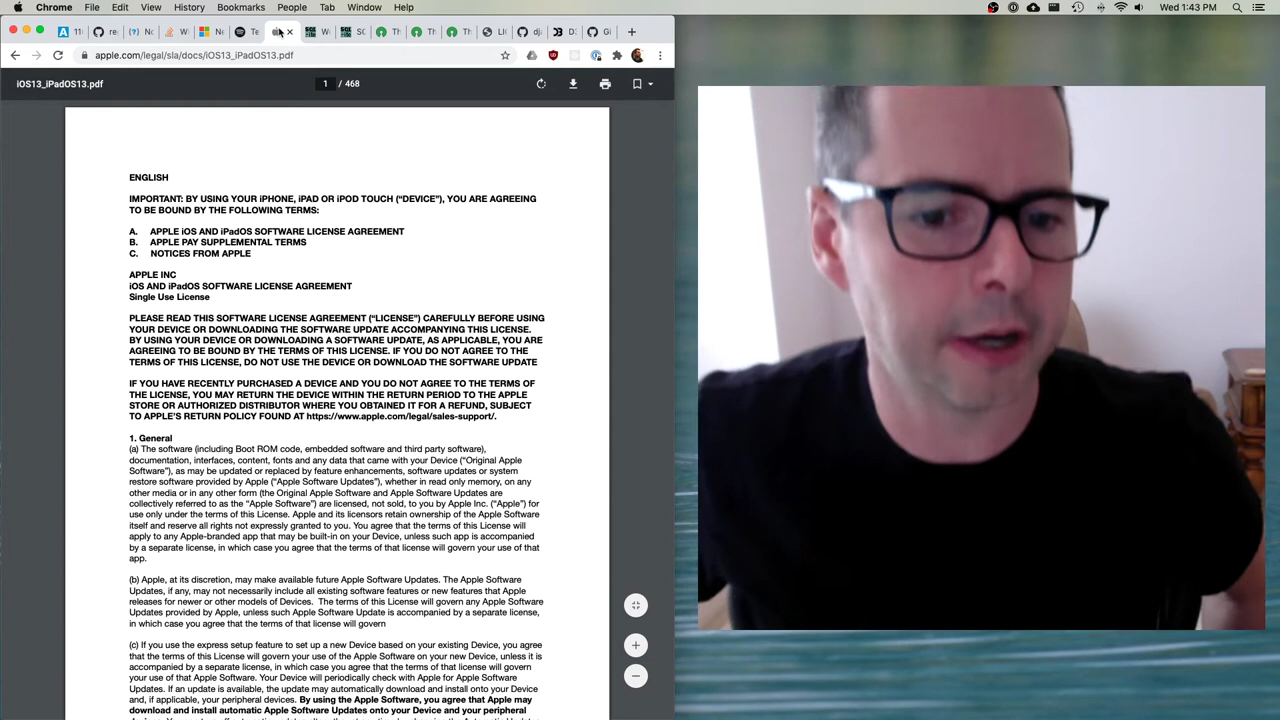 Chrome File Edit View History Bookmarks People Tab Window Help Wed 1:43 PM
11 re No W No Te W SO Th Th Th LI dj D3 Gi
apple.com/legal/sla/docs/iOS13_iPadOS13.pdf
iOS13_iPadOS13.pdf 1 / 468
ENGLISH
IMPORTANT: BY USING YOUR iPHONE, iPAD OR iPOD TOUCH (“DEVICE”), YOU ARE AGREEING
TO BE BOUND BY THE FOLLOWING TERMS:
A. APPLE iOS AND iPadOS SOFTWARE LICENSE AGREEMENT
B. APPLE PAY SUPPLEMENTAL TERMS
C. NOTICES FROM APPLE
APPLE INC
iOS AND iPadOS SOFTWARE LICENSE AGREEMENT
Single Use License
PLEASE READ THIS SOFTWARE LICENSE AGREEMENT (“LICENSE”) CAREFULLY BEFORE USING
YOUR DEVICE OR DOWNLOADING THE SOFTWARE UPDATE ACCOMPANYING THIS LICENSE.
BY USING YOUR DEVICE OR DOWNLOADING A SOFTWARE UPDATE, AS APPLICABLE, YOU ARE
AGREEING TO BE BOUND BY THE TERMS OF THIS LICENSE. IF YOU DO NOT AGREE TO THE
TERMS OF THIS LICENSE, DO NOT USE THE DEVICE OR DOWNLOAD THE SOFTWARE UPDATE
IF YOU HAVE RECENTLY PURCHASED A DEVICE AND YOU DO NOT AGREE TO THE TERMS OF
THE LICENSE, YOU MAY RETURN THE DEVICE WITHIN THE RETURN PERIOD TO THE APPLE
STORE OR AUTHORIZED DISTRIBUTOR WHERE YOU OBTAINED IT FOR A REFUND, SUBJECT
TO APPLE’S RETURN POLICY FOUND AT https://www.apple.com/legal/sales-support/.
1. General
(a) The software (including Boot ROM code, embedded software and third party software),
documentation, interfaces, content, fonts and any data that came with your Device (“Original Apple
Software”), as may be updated or replaced by feature enhancements, software updates or system
restore software provided by Apple (“Apple Software Updates”), whether in read only memory, on any
other media or in any other form (the Original Apple Software and Apple Software Updates are
collectively referred to as the “Apple Software”) are licensed, not sold, to you by Apple Inc. (“Apple”) for
use only under the terms of this License. Apple and its licensors retain ownership of the Apple Software
itself and reserve all rights not expressly granted to you. You agree that the terms of this License will
apply to any Apple-branded app that may be built-in on your Device, unless such app is accompanied
by a separate license, in which case you agree that the terms of that license will govern your use of that
app.
(b) Apple, at its discretion, may make available future Apple Software Updates. The Apple Software
Updates, if any, may not necessarily include all existing software features or new features that Apple
releases for newer or other models of Devices. The terms of this License will govern any Apple Software
Updates provided by Apple, unless such Apple Software Update is accompanied by a separate license,
in which case you agree that the terms of that license will govern
(c) If you use the express setup feature to set up a new Device based on your existing Device, you agree
that the terms of this License will govern your use of the Apple Software on your new Device, unless it is
accompanied by a separate license, in which case you agree that the terms of that license will govern
your use of that Apple Software. Your Device will periodically check with Apple for Apple Software
Updates. If an update is available, the update may automatically download and install onto your Device
and, if applicable, your peripheral devices. By using the Apple Software, you agree that Apple may
download and install automatic Apple Software Updates onto your Device and your peripheral